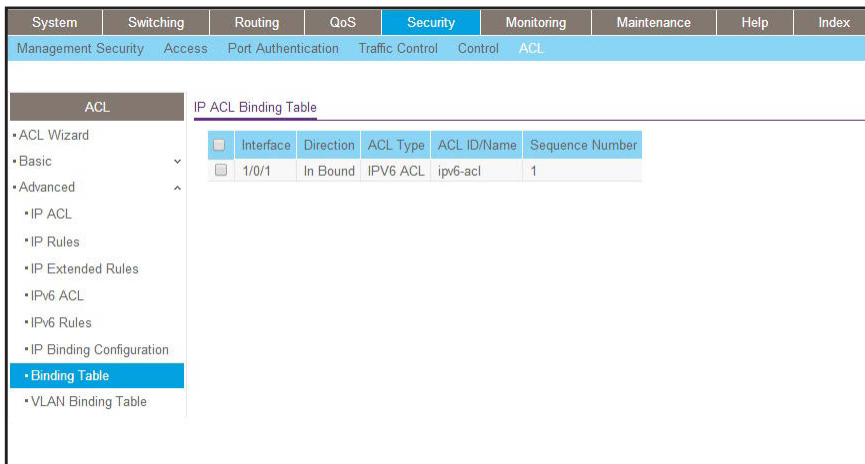 System Switching Routing QoS Security Monitoring Maintenance Help Index
Management Security Access Port Authentication Traffic Control Control ACL
ACL
ACL Wizard
Basic
Advanced
IP ACL
IP Rules
IP Extended Rules
IPv6 ACL
IPv6 Rules
IP Binding Configuration
Binding Table
VLAN Binding Table
IP ACL Binding Table
Interface Direction ACL Type ACL ID/Name Sequence Number
1/0/1 In Bound IPV6 ACL ipv6-acl 1